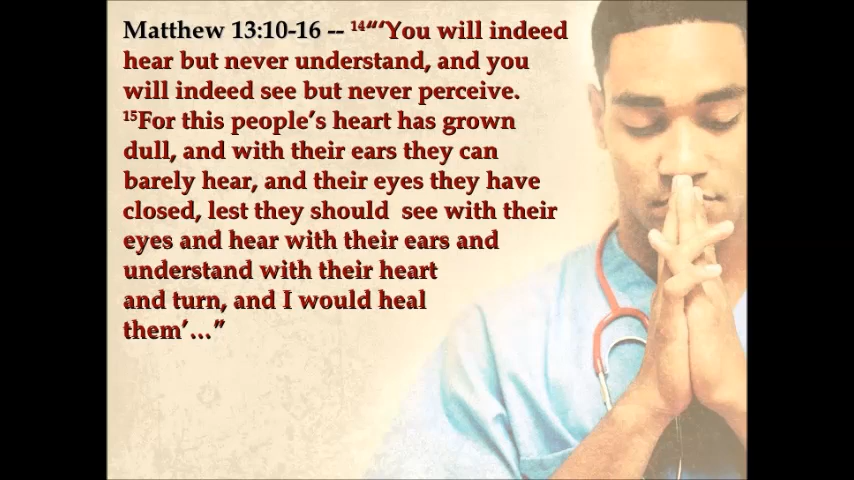 Matthew 13:10-16 -- 14“‘“You will indeed
hear but never understand, and you
will indeed see but never perceive.
15For this people’s heart has grown
dull, and with their ears they can
barely hear, and their eyes they have
closed, lest they should see with their
eyes and hear with their ears and
understand with their heart
and turn, and I would heal
them’…”